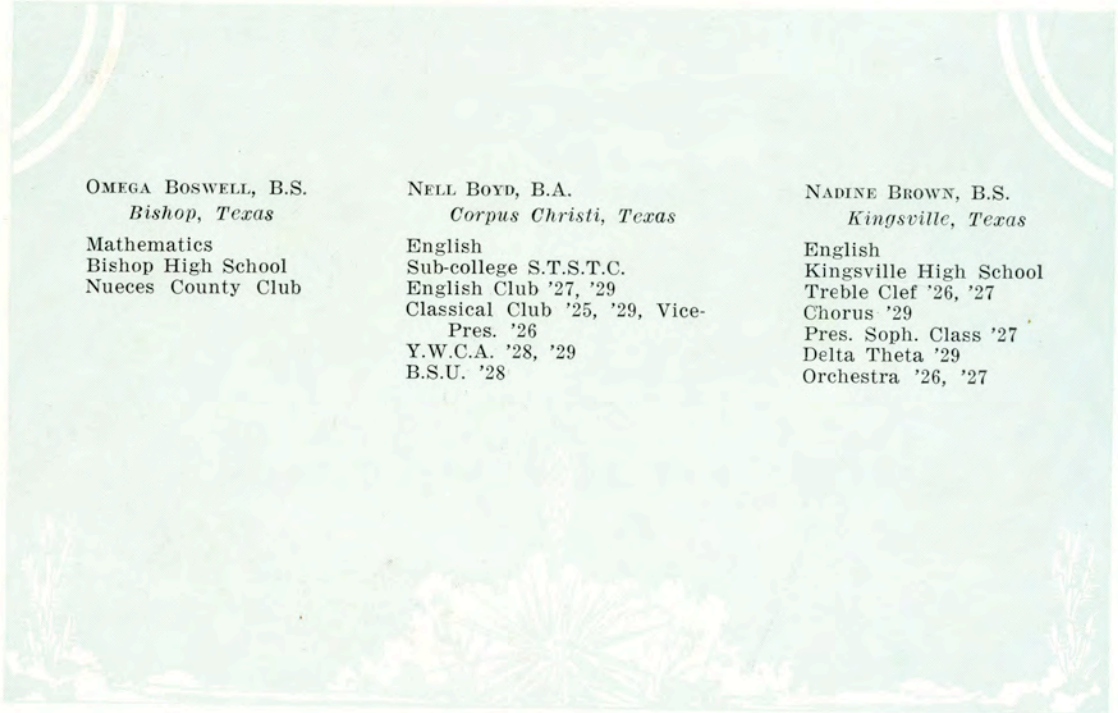 OMEGA BOSWELL, B.S.
Bishop, Texas
Mathematics
Bishop High School
Nueces County Club
NELL BOYD, B.A.
Corpus Christi, Texas
English
Sub-college S.T.S.T.C.
English Club '27, '29
Classical Club '25, '29, Vice-
Pres. '26
Y.W.C.A. '28, '29
B.S.U. '28
NADINE BROWN, B.S.
Kingsville, Texas
English
Kingsville High School
Treble Clef '26, '27
Chorus '29
Pres. Soph. Class '27
Delta Theta '29
Orchestra '26, '27